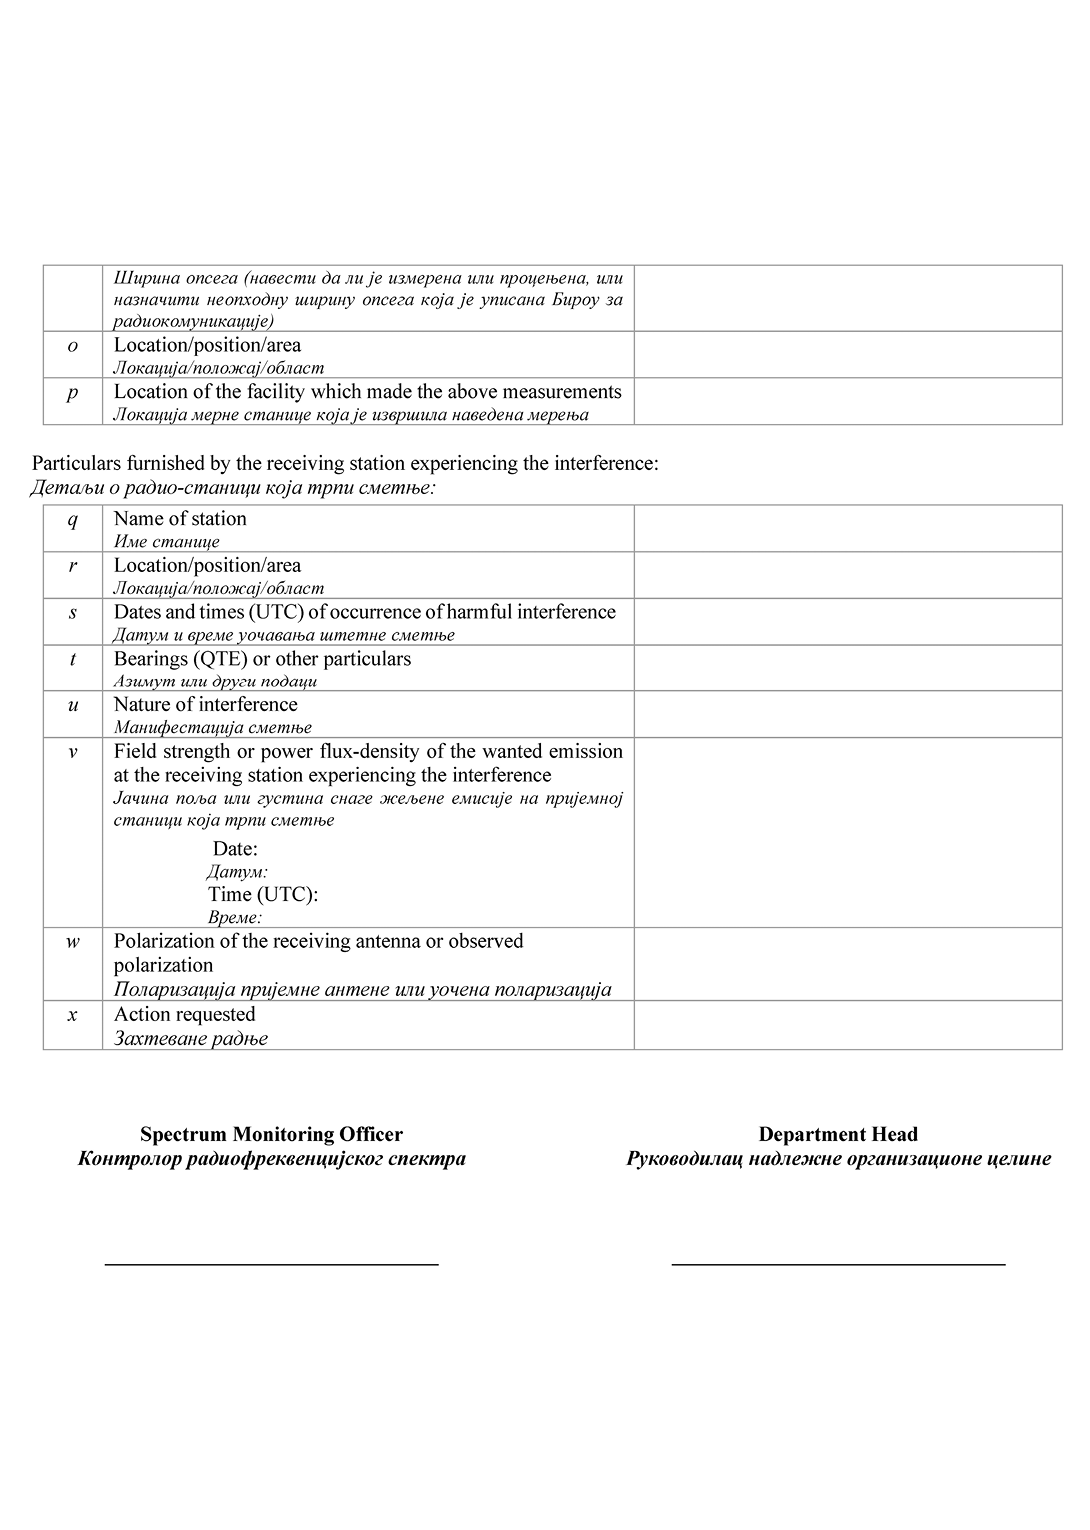 Ширина опсега (навести да ли је измерена или процењена, или
назначити неопходну ширину опсега која је уписана Бироу за
радиокомуникације)
o Location/position/area
Локација/положај/област
p Location of the facility which made the above measurements
Локација мерне станице која је извршила наведена мерења
Particulars furnished by the receiving station experiencing the interference:
Детаљи о радио-станици која трпи сметње:
q Name of station
Име станице
r Location/position/area
Локација/положај/област
s Dates and times (UTC) of occurrence of harmful interference
Датум и време уочавања штетне сметње
t Bearings (QTE) or other particulars
Азимут или други подаци
u Nature of interference
Манифестација сметње
v Field strength or power flux-density of the wanted emission
at the receiving station experiencing the interference
Јачина поља или густина снаге жељене емисије на пријемној
станици која трпи сметње
Date:
Датум:
Time (UTC):
Време:
w Polarization of the receiving antenna or observed
polarization
Поларизација пријемне антене или уочена поларизација
x Action requested
Захтеване радње
Spectrum Monitoring Officer
Контролор радиофреквенцијског спектра
Department Head
Руководилац надлежне организационе целине